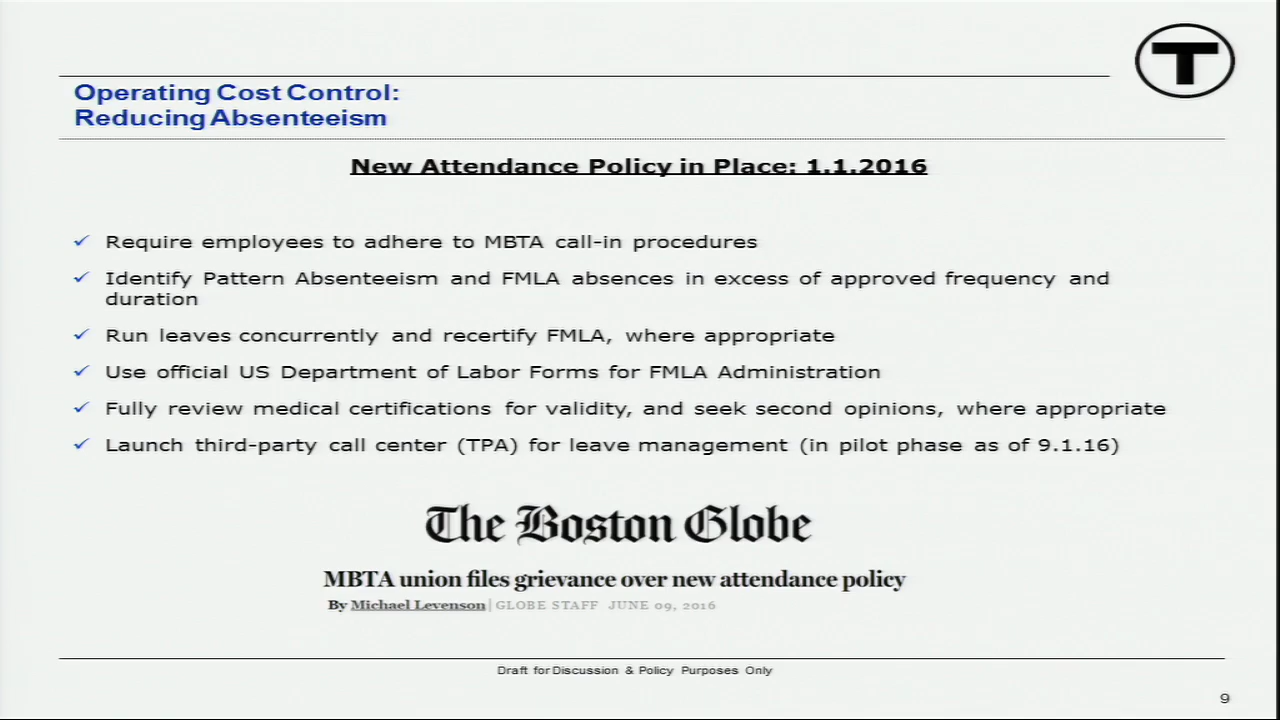 T
Operating Cost Control:
Reducing Absenteeism
New Attendance Policy in Place: 1.1.2016
✓ Require employees to adhere to MBTA call-in procedures
✓ Identify Pattern Absenteeism and FMLA absences in excess of approved frequency and
duration
✓ Run leaves concurrently and recertify FMLA, where appropriate
✓ Use official US Department of Labor Forms for FMLA Administration
✓ Fully review medical certifications for validity, and seek second opinions, where appropriate
✓ Launch third-party call center (TPA) for leave management (in pilot phase as of 9.1.16)
The Boston Globe
MBTA union files grievance over new attendance policy
By Michael Levenson | GLOBE STAFF JUNE 09, 2016
Draft for Discussion & Policy Purposes Only
9